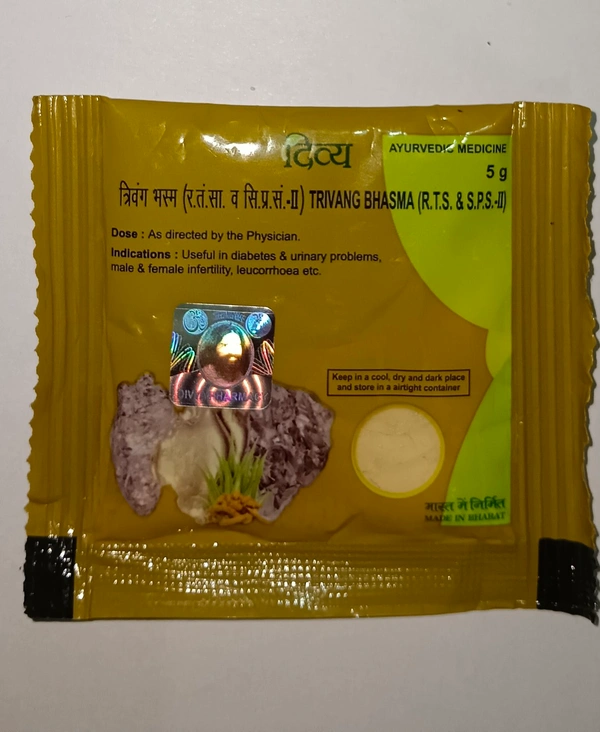 दिव्य
AYURVEDIC MEDICINE
5 g
त्रिवंग भस्म (र.तं.सा. व सि.प्र.सं.-II) TRIVANG BHASMA (R.T.S. & S.P.S.-II)
Dose : As directed by the Physician.
Indications : Useful in diabetes & urinary problems,
male & female infertility, leucorrhoea etc.
Keep in a cool, dry and dark place
and store in a airtight container
भारत में निर्मित
MADE IN BHARAT